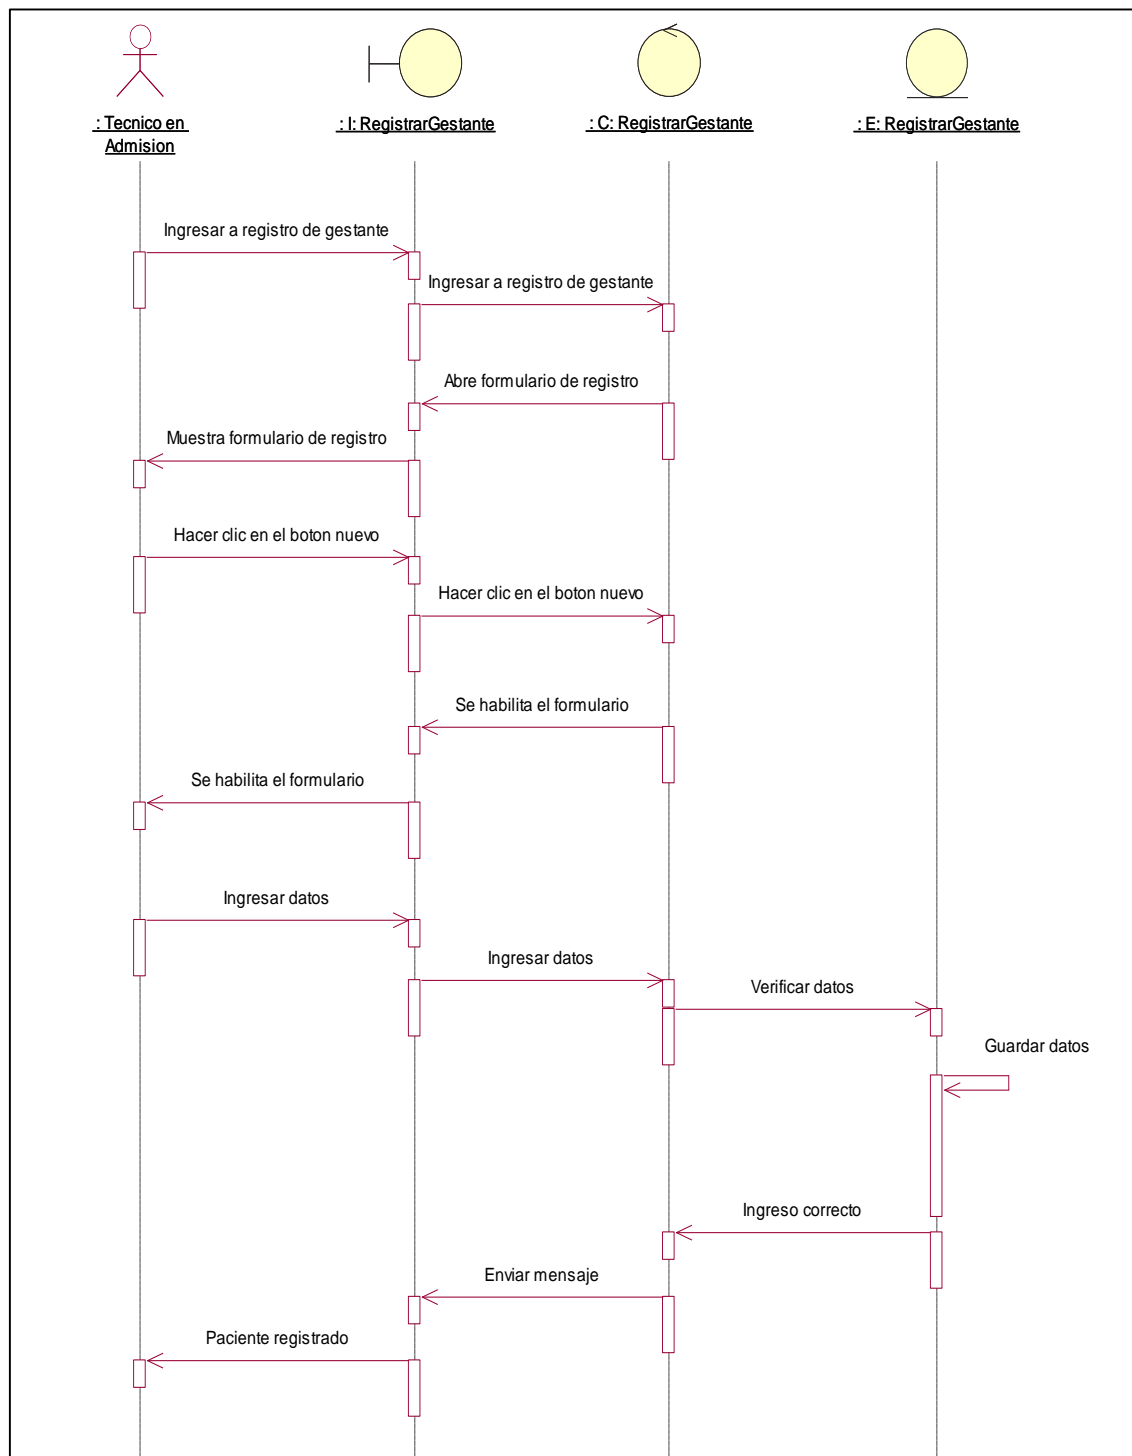 : Tecnico en
Admision
: I: RegistrarGestante
: C: RegistrarGestante
: E: RegistrarGestante
Ingresar a registro de gestante
Ingresar a registro de gestante
Abre formulario de registro
Muestra formulario de registro
Hacer clic en el boton nuevo
Hacer clic en el boton nuevo
Se habilita el formulario
Se habilita el formulario
Ingresar datos
Ingresar datos
Verificar datos
Guardar datos
Ingreso correcto
Enviar mensaje
Paciente registrado